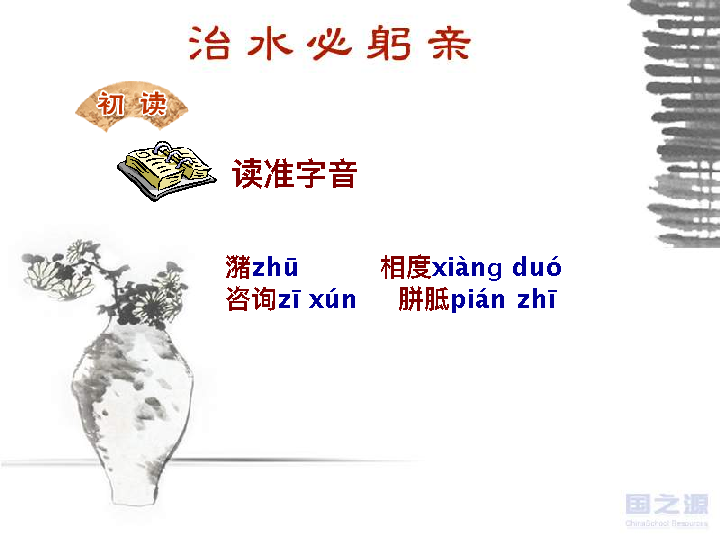 治水必躬亲
初读
读准字音
潴zhū 相度xiàng duó
咨询zī xún 胼胝pián zhī
国之源
ChinaSchool Resources